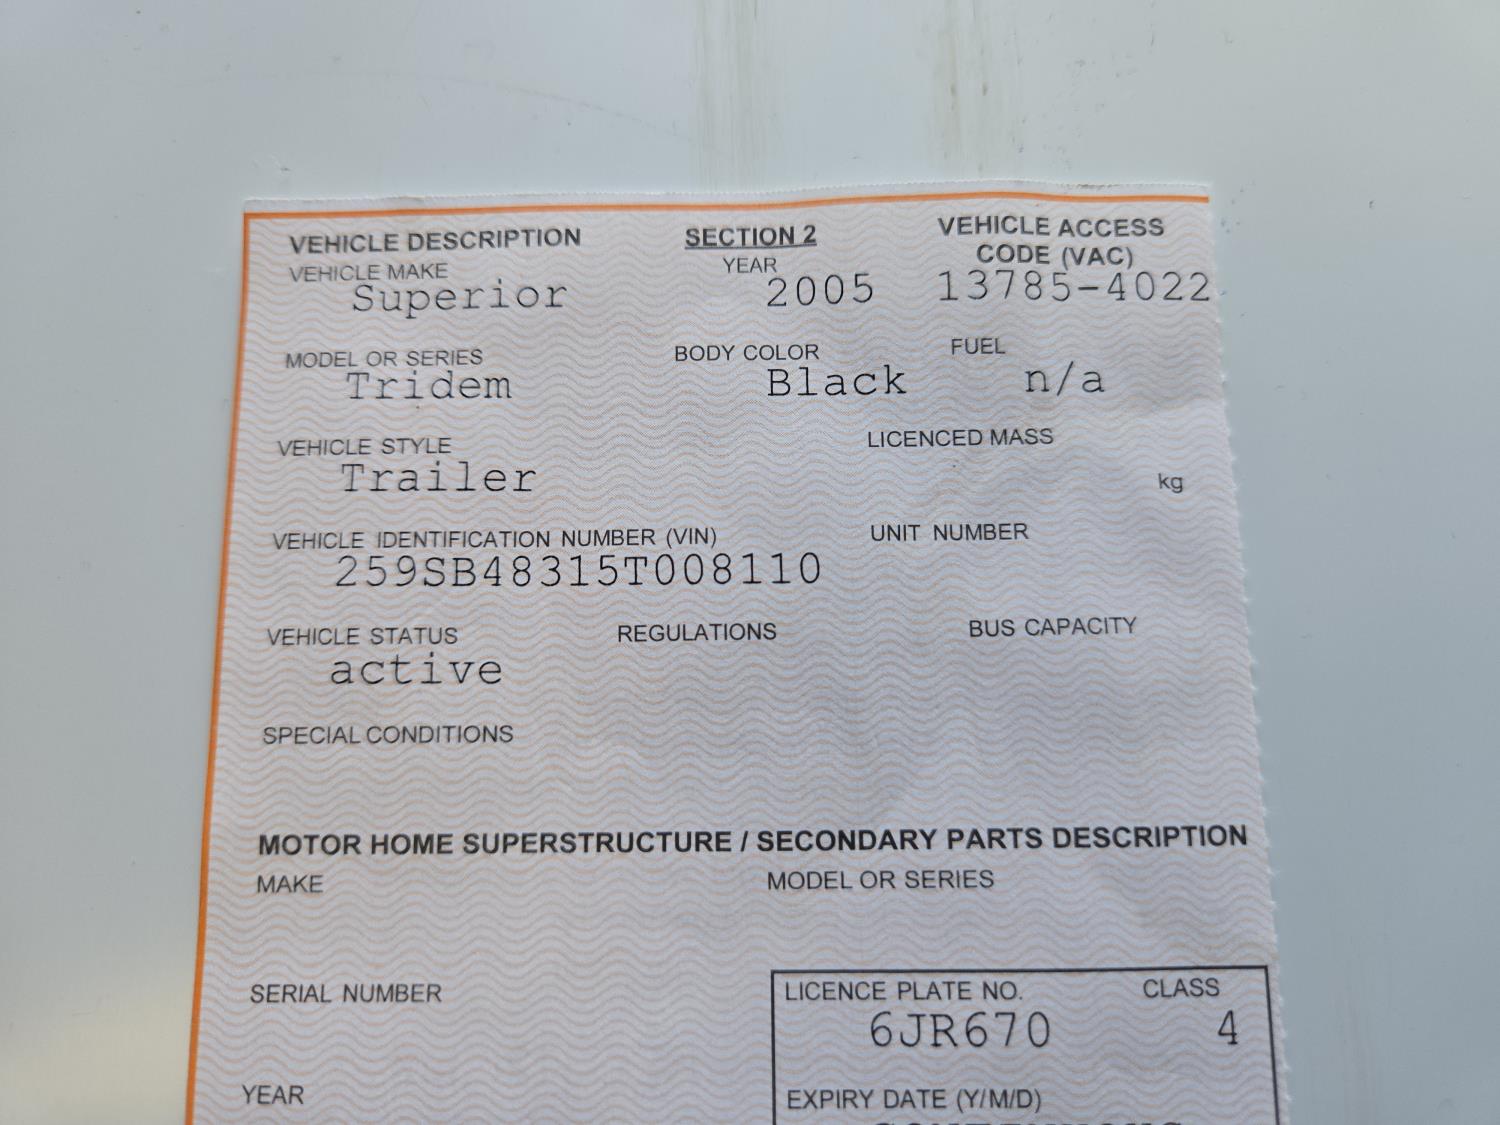 VEHICLE DESCRIPTION SECTION 2 VEHICLE ACCESS
CODE (VAC)
VEHICLE MAKE YEAR
Superior 2005 13785-4022
MODEL OR SERIES BODY COLOR FUEL
Tridem Black n/a
VEHICLE STYLE LICENCED MASS
Trailer kg
VEHICLE IDENTIFICATION NUMBER (VIN) UNIT NUMBER
259SB48315T008110
VEHICLE STATUS REGULATIONS BUS CAPACITY
active
SPECIAL CONDITIONS
MOTOR HOME SUPERSTRUCTURE / SECONDARY PARTS DESCRIPTION
MAKE MODEL OR SERIES
SERIAL NUMBER LICENCE PLATE NO. CLASS
6JR670 4
YEAR EXPIRY DATE (Y/M/D)